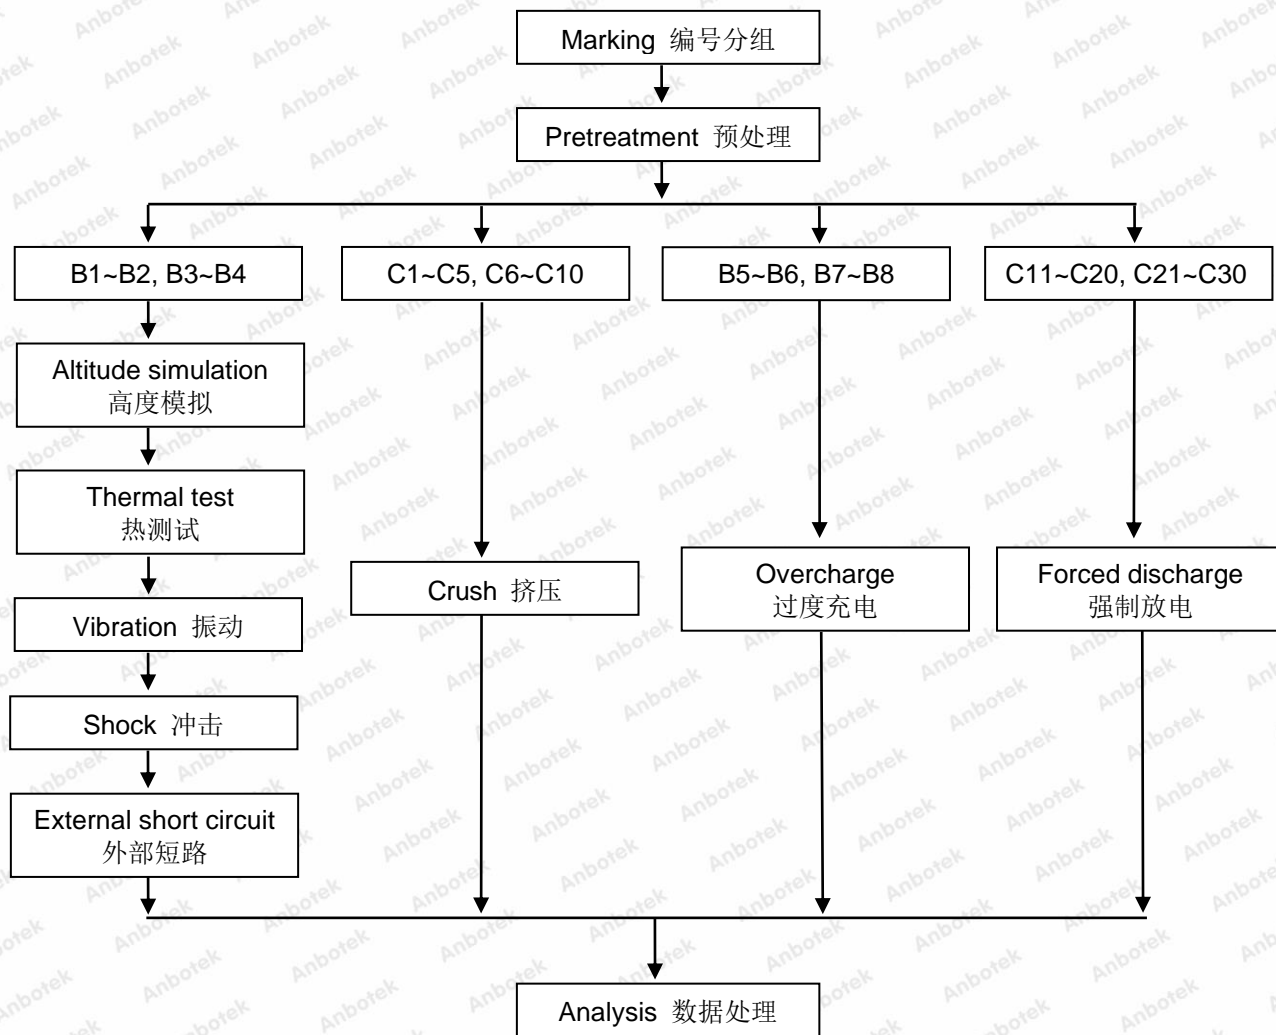 Marking 编号分组
Pretreatment 预处理
B1~B2, B3~B4
C1~C5, C6~C10
B5~B6, B7~B8
C11~C20, C21~C30
Altitude simulation
高度模拟
Thermal test
热测试
Vibration 振动
Shock 冲击
External short circuit
外部短路
Crush 挤压
Overcharge
过度充电
Forced discharge
强制放电
Analysis 数据处理
Anbotek